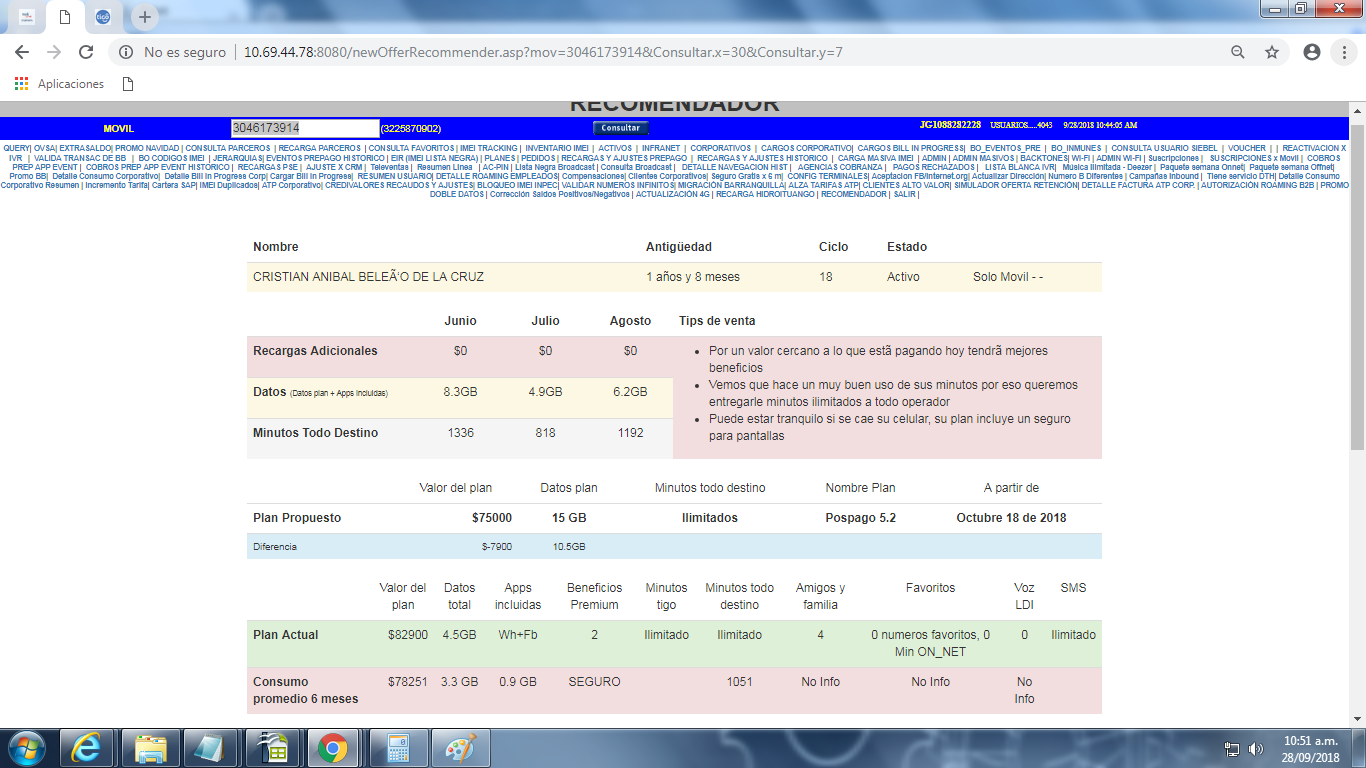 No es seguro | 10.69.44.78:8080/newOfferRecommender.asp?mov=3046173914&Consultar.x=30&Consultar.y=7
Aplicaciones
RECOMENDADOR
MOVIL 3046173914 (3225870902) Consultar JG1088282228 USUARIOS.....4043 9/28/2018 10:44:05 AM
QUERY| OVSA| EXTRASALDO| PROMO NAVIDAD | CONSULTA PARCEROS | RECARGA PARCEROS | CONSULTA FAVORITOS | IMEI TRACKING | INVENTARIO IMEI | ACTIVOS | INFRANET | CORPORATIVOS | CARGOS CORPORATIVO| CARGOS BILL IN PROGRESS| BO_EVENTOS_PRE | BO_INMUNES | CONSULTA USUARIO SIEBEL | VOUCHER | | REACTIVACION X
IVR | VALIDA TRANSAC DE BB | BO CODIGOS IMEI | JERARQUIAS| EVENTOS PREPAGO HISTORICO | EIR (IMEI LISTA NEGRA) | PLANES | PEDIDOS | RECARGAS Y AJUSTES PREPAGO | RECARGAS Y AJUSTES HISTORICO | CARGA MASIVA IMEI | ADMIN | ADMIN MASIVOS | BACKTONES| WI-FI | ADMIN WI-FI | Suscripciones | SUSCRIPCIONES x Movil | COBROS
PREP APP EVENT | COBROS PREP APP EVENT HISTORICO | RECARGAS PSE | AJUSTE X CRM | Televentas | Resumen Linea | AC-PIN | Lista Negra Broadcast | Consulta Broadcast | DETALLE NAVEGACION HIST | AGENCIAS COBRANZA | PAGOS RECHAZADOS | LISTA BLANCA IVR| Musica Ilimitada - Deezer | Paquete semana Onnet| Paquete semana Offnet|
Promo BB| Detalle Consumo Corporativo| Detalle Bill In Progress Corp| Cargar Bill In Progress| RESUMEN USUARIO| DETALLE ROAMING EMPLEADOS| Compensaciones| Clientes Corporativos| Seguro Gratis x 6 m| CONFIG TERMINALES| Aceptacion FB/Internet.org| Actualizar Dirección| Numero B Diferentes | Campañas Inbound | Tiene servicio DTH| Detalle Consumo
Corporativo Resumen | Incremento Tarifa| Cartera SAP| IMEI Duplicados| ATP Corporativo| CREDIVALORES RECAUDOS Y AJUSTES| BLOQUEO IMEI INPEC| VALIDAR NUMEROS INFINITOS| MIGRACIÓN BARRANQUILLA| ALZA TARIFAS ATP| CLIENTES ALTO VALOR| SIMULADOR OFERTA RETENCIÓN| DETALLE FACTURA ATP CORP. | AUTORIZACIÓN ROAMING B2B | PROMO
DOBLE DATOS | Corrección Saldos Positivos/Negativos | ACTUALIZACIÓN 4G | RECARGA HIDROITUANGO | RECOMENDADOR | SALIR |
Nombre Antigüedad Ciclo Estado
CRISTIAN ANIBAL BELEÃ‘O DE LA CRUZ 1 años y 8 meses 18 Activo Solo Movil - -
Junio Julio Agosto Tips de venta
Recargas Adicionales $0 $0 $0
• Por un valor cercano a lo que estã pagando hoy tendrã mejores
beneficios
• Vemos que hace un muy buen uso de sus minutos por eso queremos
entregarle minutos ilimitados a todo operador
• Puede estar tranquilo si se cae su celular, su plan incluye un seguro
para pantallas
Datos (Datos plan + Apps Incluidas) 8.3GB 4.9GB 6.2GB
Minutos Todo Destino 1336 818 1192
Valor del plan Datos plan Minutos todo destino Nombre Plan A partir de
Plan Propuesto $75000 15 GB Ilimitados Pospago 5.2 Octubre 18 de 2018
Diferencia $-7900 10.5GB
Valor del plan Datos total Apps incluidas Beneficios Premium Minutos tigo Minutos todo destino Amigos y familia Favoritos Voz LDI SMS
Plan Actual $82900 4.5GB Wh+Fb 2 Ilimitado Ilimitado 4 0 numeros favoritos, 0 Min ON_NET 0 Ilimitado
Consumo promedio 6 meses $78251 3.3 GB 0.9 GB SEGURO 1051 No Info No Info No Info
10:51 a.m.
28/09/2018